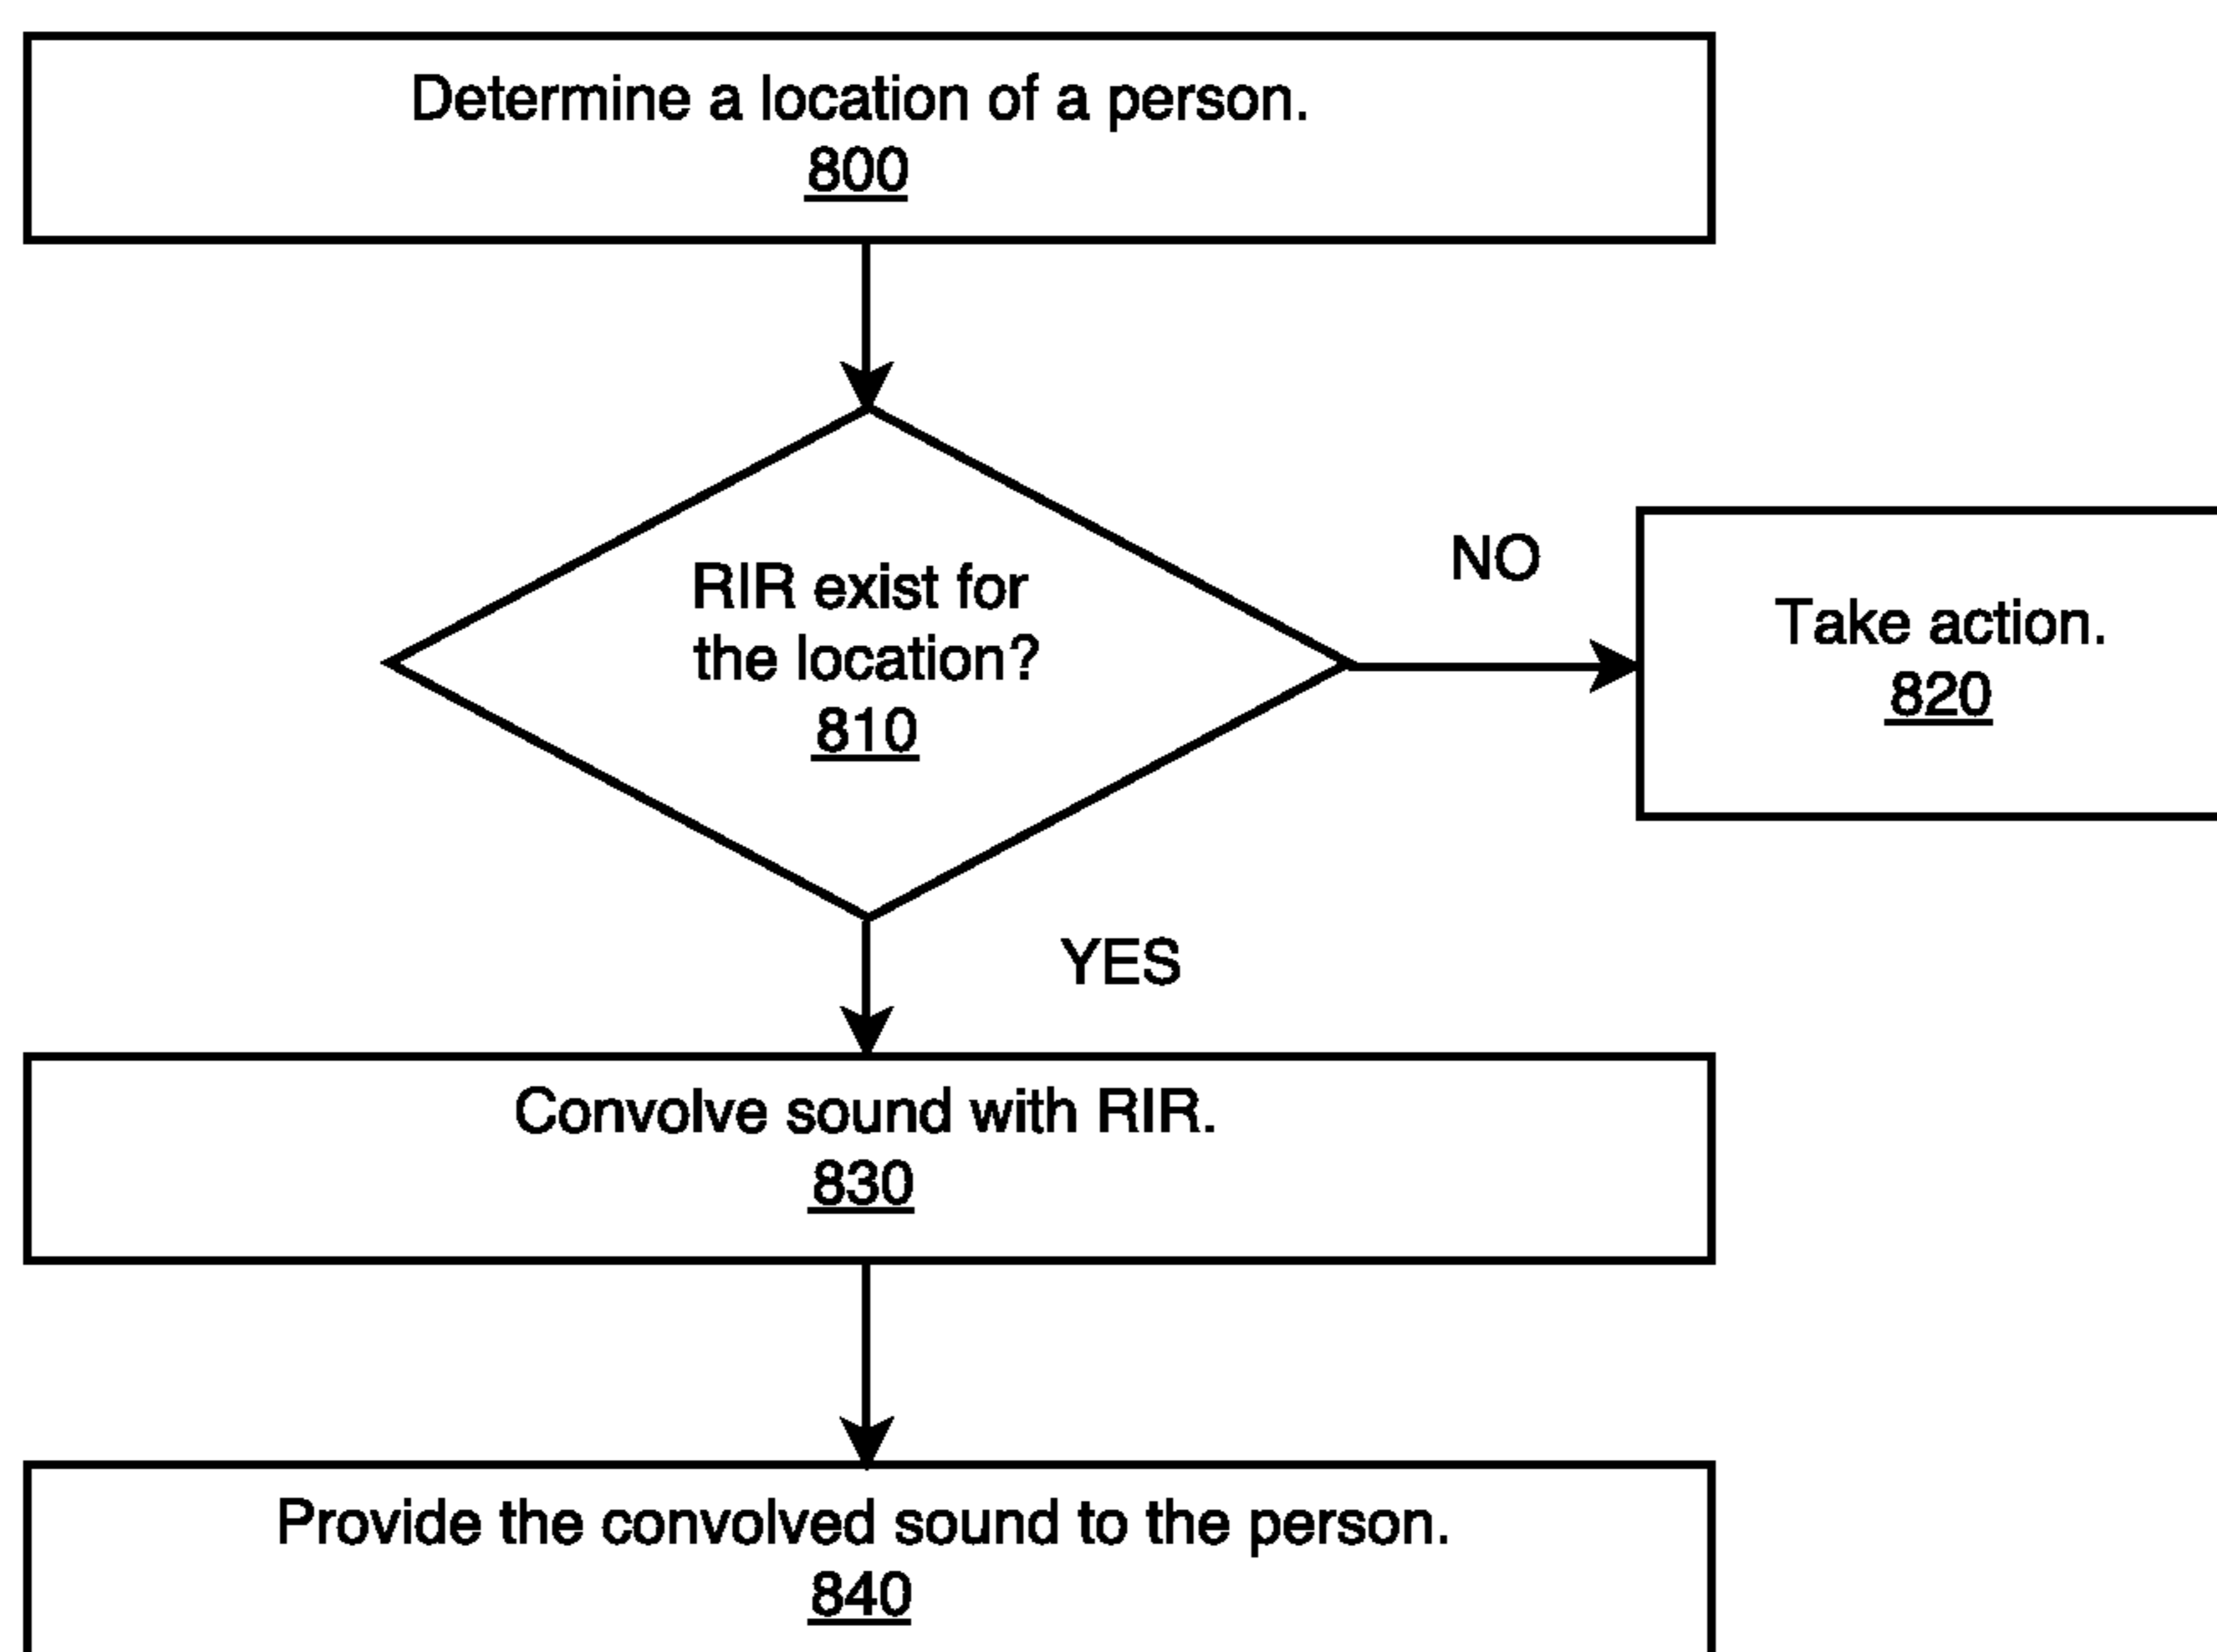 Determine a location of a person.
800
RIR exist for
the location?
810
NO
Take action.
820
YES
Convolve sound with RIR.
830
Provide the convolved sound to the person.
840